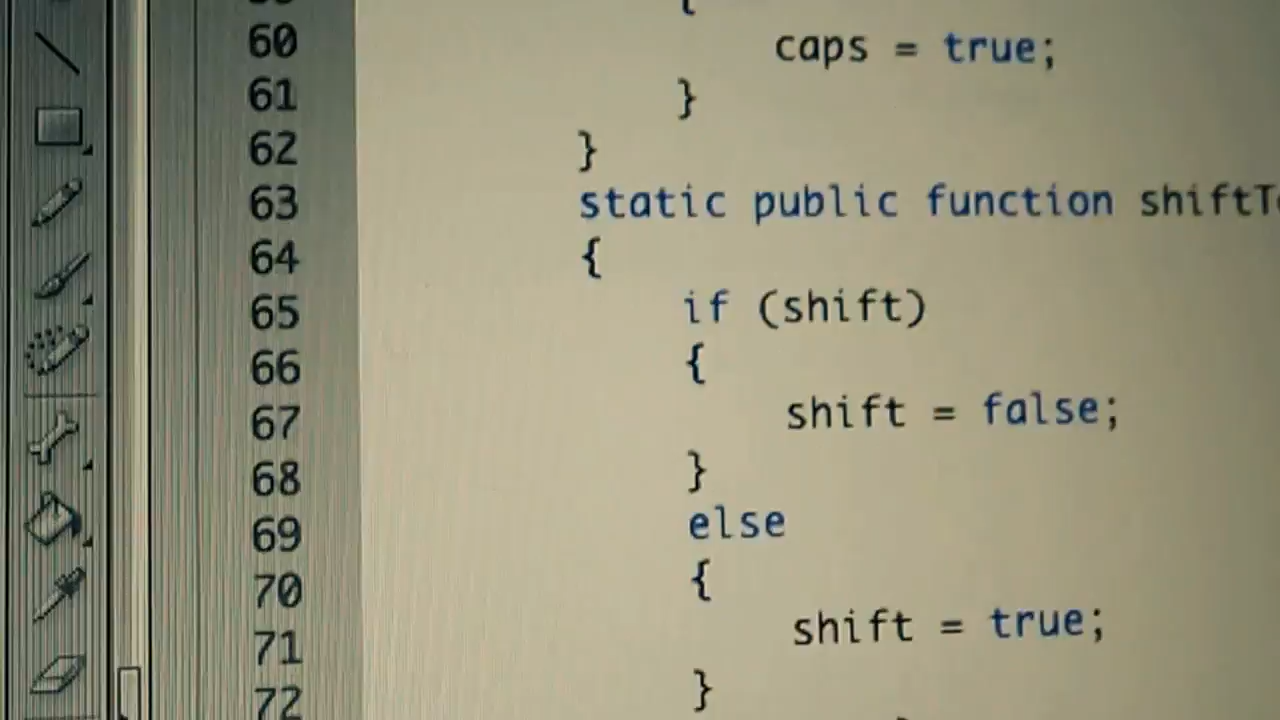 {
60 caps = true;
61 }
62 }
63 static public function
64 {
65 if (shift)
66 {
67 shift = false;
68 }
69 else
70 {
71 shift = true;
72 }